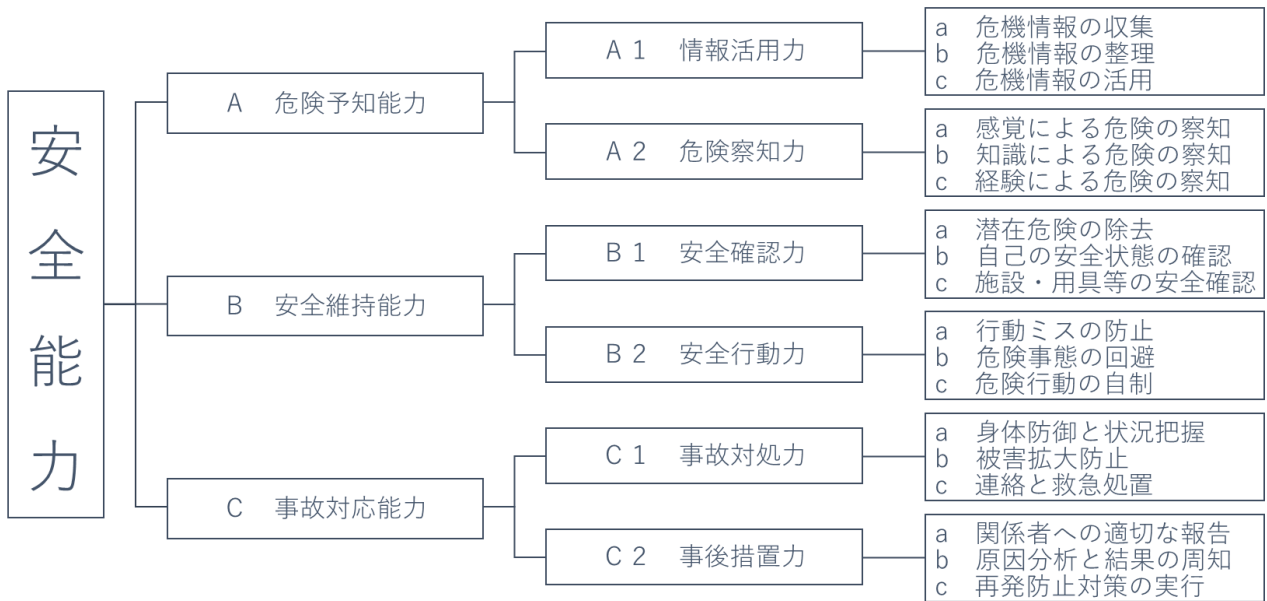 安全能力
A　危険予知能力
A 1　情報活用力
a　危機情報の収集
b　危機情報の整理
c　危機情報の活用
A 2　危険察知力
a　感覚による危険の察知
b　知識による危険の察知
c　経験による危険の察知
B　安全維持能力
B 1　安全確認力
a　潜在危険の除去
b　自己の安全状態の確認
c　施設・用具等の安全確認
B 2　安全行動力
a　行動ミスの防止
b　危険事態の回避
c　危険行動の自制
C　事故対応能力
C 1　事故対処力
a　身体防御と状況把握
b　被害拡大防止
c　連絡と救急処置
C 2　事後措置力
a　関係者への適切な報告
b　原因分析と結果の周知
c　再発防止対策の実行